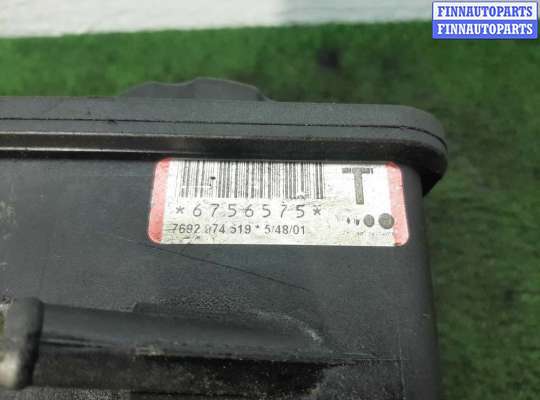 FINNAUTOPARTS
FINNAUTOPARTS
T
*6756575*
7692 974 519 * 5/48/01